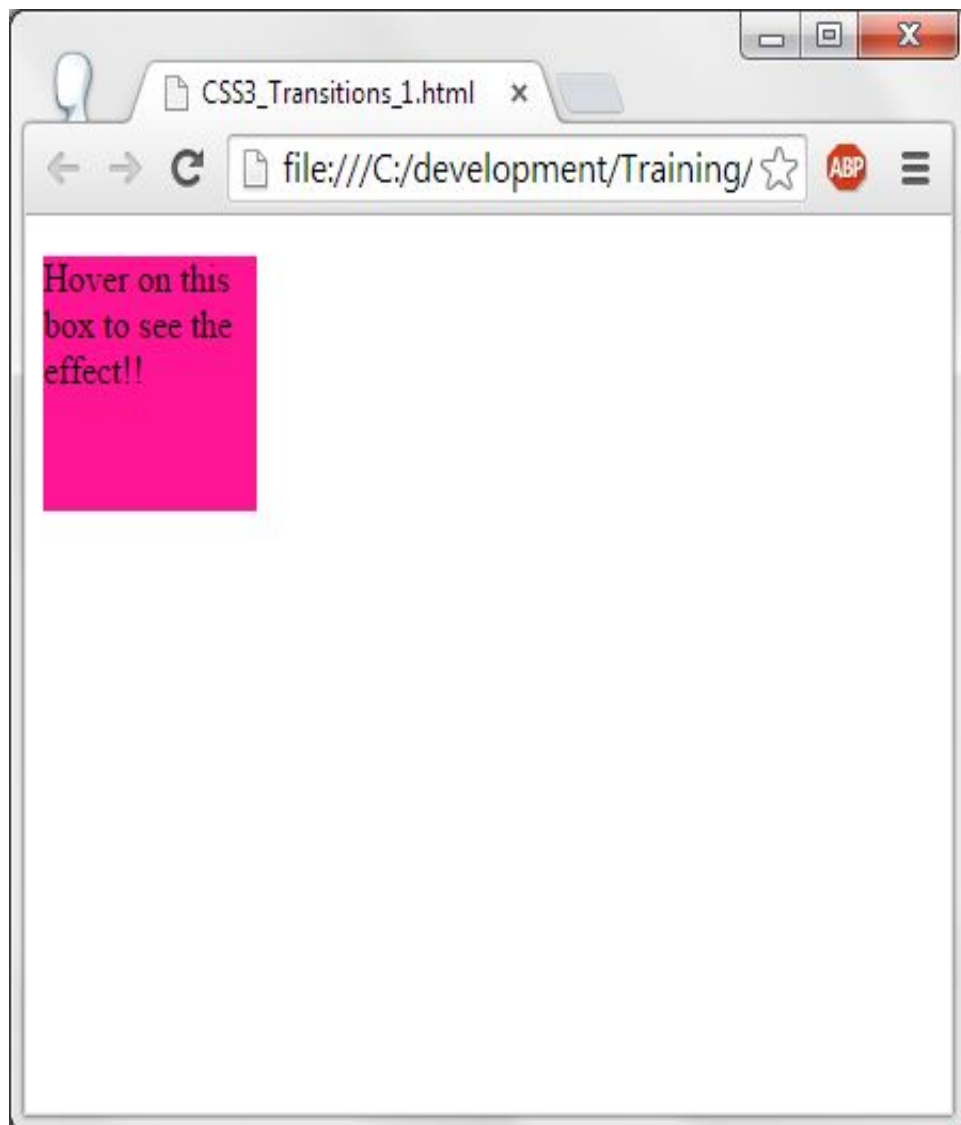 CSS3_Transitions_1.html
file:///C:/development/Training/
ABP
Hover on this
box to see the
effect!!